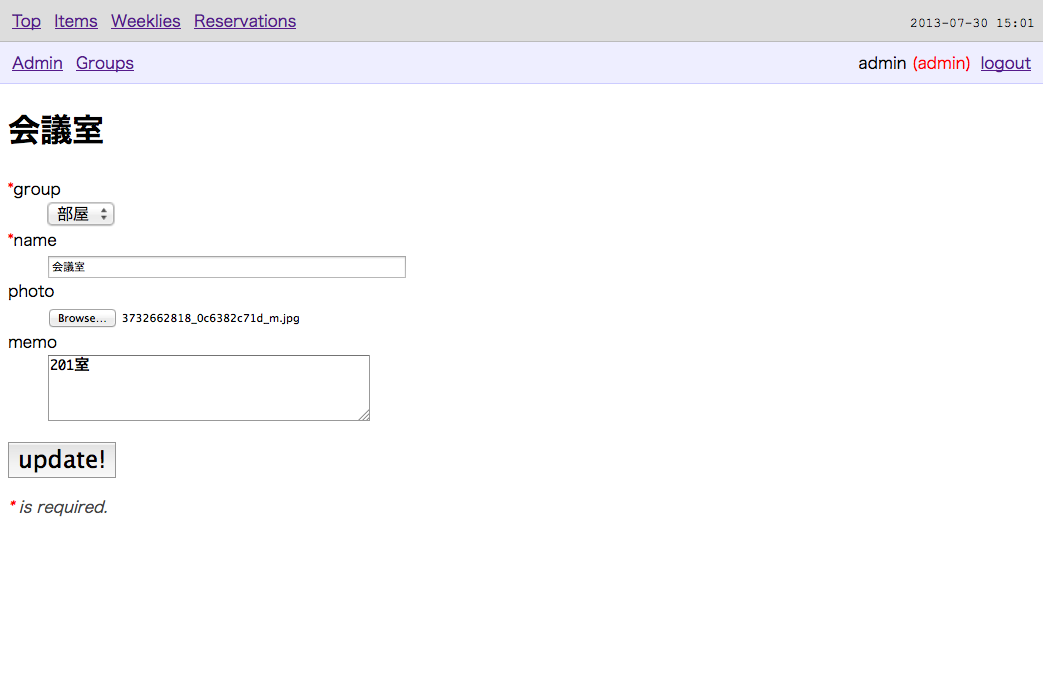 Top Items Weeklies Reservations 2013-07-30 15:01
Admin Groups admin (admin) logout
会議室
*group
部屋
*name
会議室
photo
Browse... 3732662818_0c6382c71d_m.jpg
memo
201室
update!
* is required.